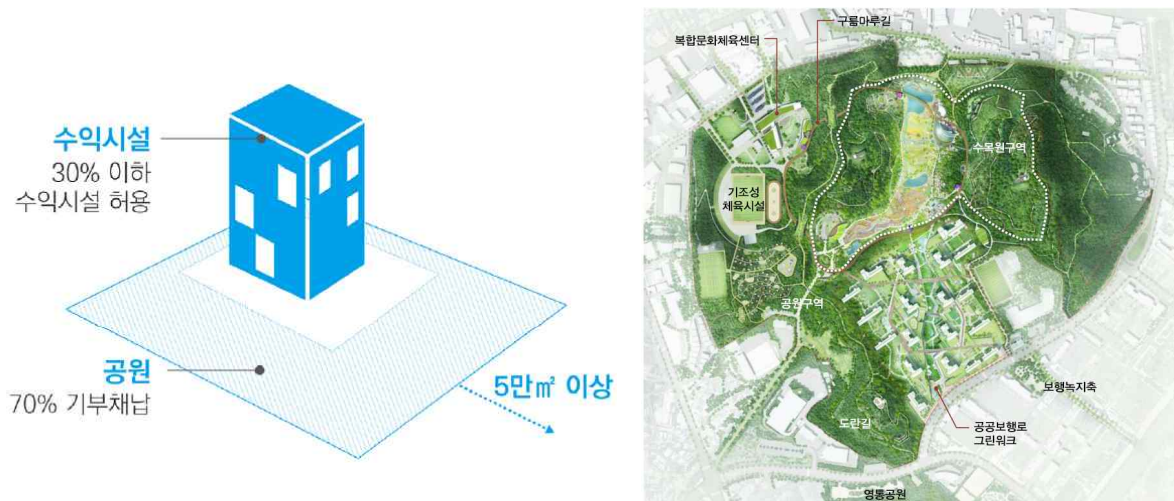 수익시설
30% 이하
수익시설 허용
공원
70% 기부채납
5만㎡ 이상
구름마루길
복합문화체육센터
수목원구역
기조성
체육시설
공원구역
보행녹지축
도란길
공공보행로
그린워크
영통공원